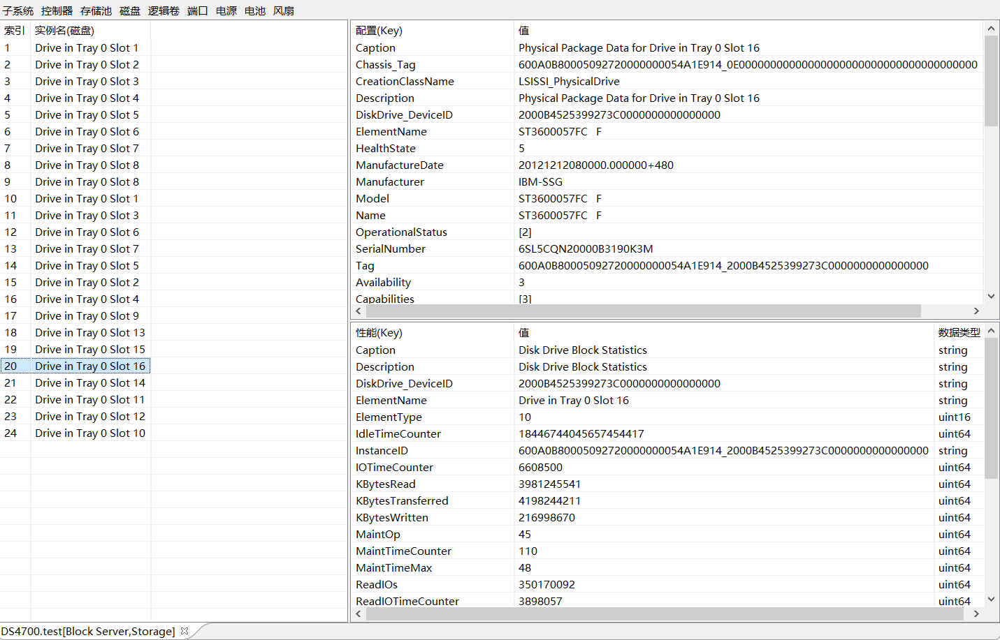 子系统 控制器 存储池 磁盘 逻辑卷 端口 电源 电池 风扇
索引 实例名(磁盘)
1 Drive in Tray 0 Slot 1
2 Drive in Tray 0 Slot 2
3 Drive in Tray 0 Slot 3
4 Drive in Tray 0 Slot 4
5 Drive in Tray 0 Slot 5
6 Drive in Tray 0 Slot 6
7 Drive in Tray 0 Slot 7
8 Drive in Tray 0 Slot 8
9 Drive in Tray 0 Slot 8
10 Drive in Tray 0 Slot 1
11 Drive in Tray 0 Slot 3
12 Drive in Tray 0 Slot 6
13 Drive in Tray 0 Slot 7
14 Drive in Tray 0 Slot 5
15 Drive in Tray 0 Slot 2
16 Drive in Tray 0 Slot 4
17 Drive in Tray 0 Slot 9
18 Drive in Tray 0 Slot 13
19 Drive in Tray 0 Slot 15
20 Drive in Tray 0 Slot 16
21 Drive in Tray 0 Slot 14
22 Drive in Tray 0 Slot 11
23 Drive in Tray 0 Slot 12
24 Drive in Tray 0 Slot 10
配置(Key) 值
Caption Physical Package Data for Drive in Tray 0 Slot 16
Chassis_Tag 600A0B80005092720000000054A1E914_0E00000000000000000000000000000000000000
CreationClassName LSISSI_PhysicalDrive
Description Physical Package Data for Drive in Tray 0 Slot 16
DiskDrive_DeviceID 2000B4525399273C0000000000000000
ElementName ST3600057FC   F
HealthState 5
ManufactureDate 20121212080000.000000+480
Manufacturer IBM-SSG
Model ST3600057FC   F
Name ST3600057FC   F
OperationalStatus [2]
SerialNumber 6SL5CQN20000B3190K3M
Tag 600A0B80005092720000000054A1E914_2000B4525399273C0000000000000000
Availability 3
Capabilities [3]
性能(Key) 值 数据类型
Caption Disk Drive Block Statistics string
Description Disk Drive Block Statistics string
DiskDrive_DeviceID 2000B4525399273C0000000000000000 string
ElementName Drive in Tray 0 Slot 16 string
ElementType 10 uint16
IdleTimeCounter 18446744045657454417 uint64
InstanceID 600A0B80005092720000000054A1E914_2000B4525399273C0000000000000000 string
IOTimeCounter 6608500 uint64
KBytesRead 3981245541 uint64
KBytesTransferred 4198244211 uint64
KBytesWritten 216998670 uint64
MaintOp 45 uint64
MaintTimeCounter 110 uint64
MaintTimeMax 48 uint64
ReadIOs 350170092 uint64
ReadIOTimeCounter 3898057 uint64
DS4700.test[Block Server,Storage]